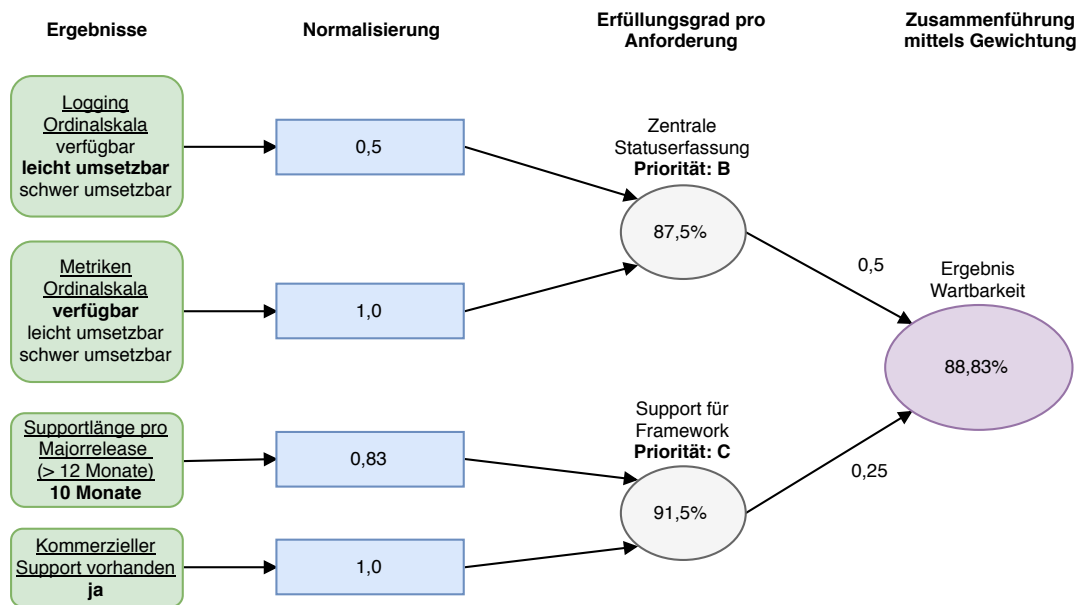 Ergebnisse
Normalisierung
Erfüllungsgrad pro
Anforderung
Zusammenführung
mittels Gewichtung
Logging
Ordinalskala
verfügbar
leicht umsetzbar
schwer umsetzbar
0,5
Zentrale
Statuserfassung
Priorität: B
87,5%
Metriken
Ordinalskala
verfügbar
leicht umsetzbar
schwer umsetzbar
1,0
0,5
Ergebnis
Wartbarkeit
88,83%
Supportlänge pro
Majorrelease
(> 12 Monate)
10 Monate
0,83
Support für
Framework
Priorität: C
91,5%
0,25
Kommerzieller
Support vorhanden
ja
1,0